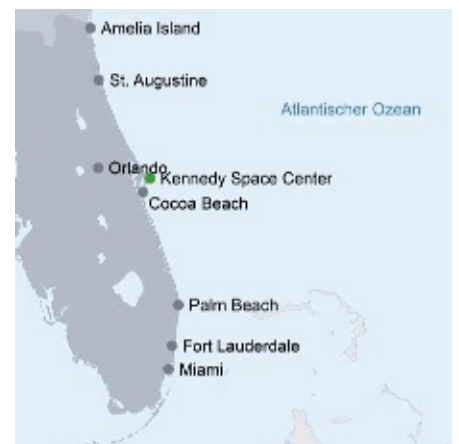 Amelia Island
St. Augustine
Atlantischer Ozean
Orlando
Kennedy Space Center
Cocoa Beach
Palm Beach
Fort Lauderdale
Miami